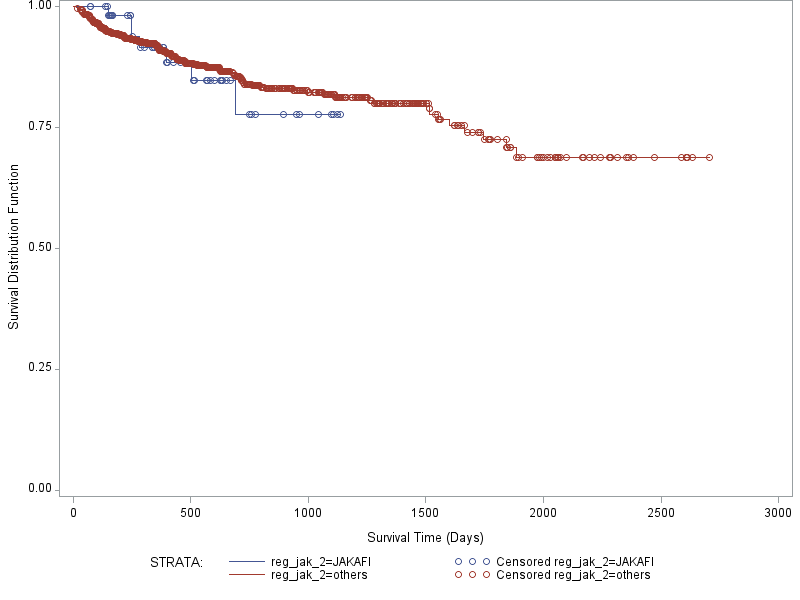 1.00
0.75
0.50
0.25
0.00
Survival Distribution Function
0 500 1000 1500 2000 2500 3000
Survival Time (Days)
STRATA: reg_jak_2=JAKAFI Censored reg_jak_2=JAKAFI
reg_jak_2=others Censored reg_jak_2=others